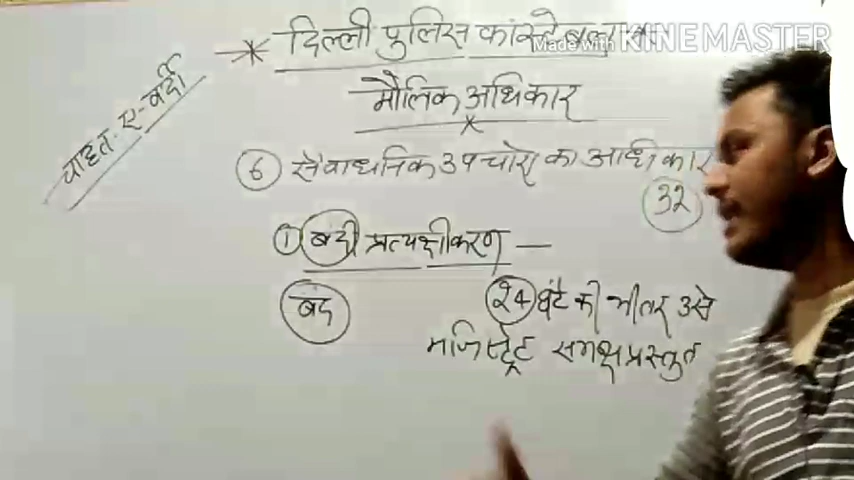 दिल्ली पुलिस कांस्टेबल
Made with KINEMASTER
मौलिक अधिकार
चाहत-ए-वर्दी
6 सवैधानिक उपचारो का अधिकार
32
1 बंदी प्रत्यक्षीकरण —
बंद
24 घंटे की भीतर उसे
मजिस्ट्रेट समक्ष प्रस्तुत